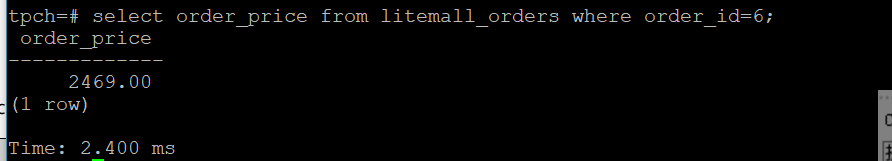 tpch=# select order_price from litemall_orders where order_id=6;
order_price
-------------
2469.00
(1 row)
Time: 2.400 ms